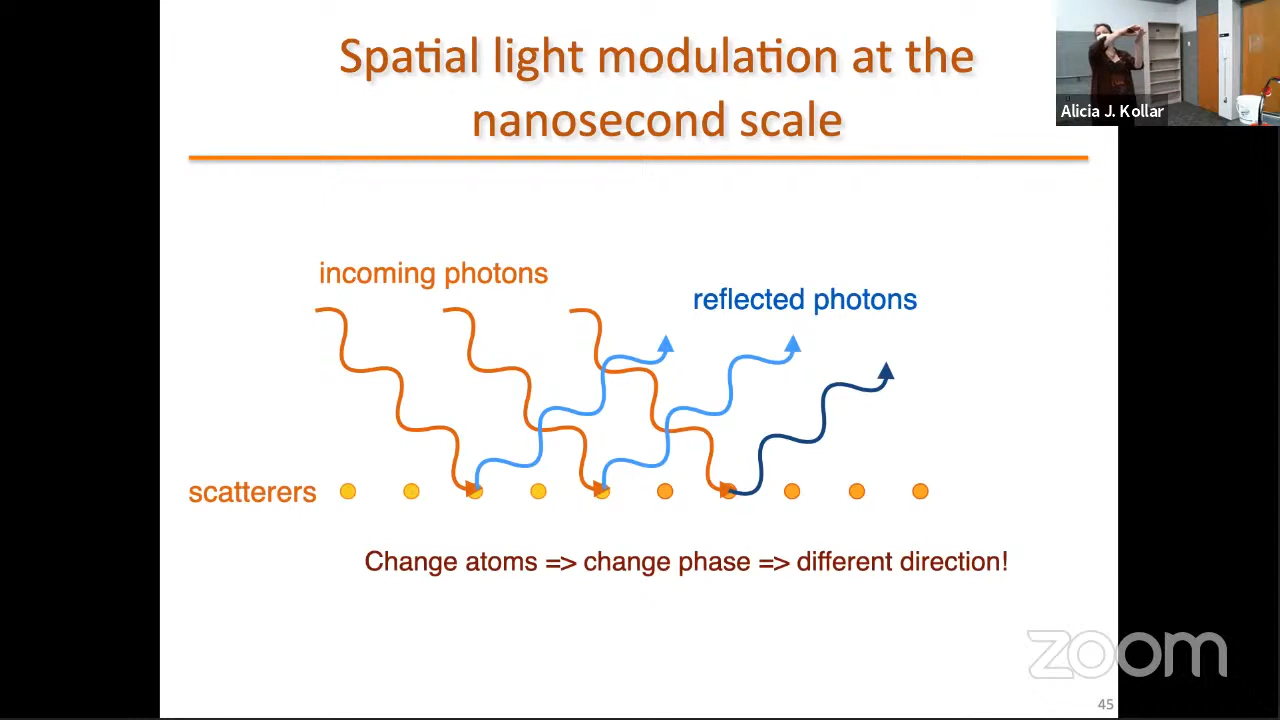 Spatial light modulation at the
nanosecond scale
Alicia J. Kollar
incoming photons
reflected photons
scatterers
Change atoms => change phase => different direction!
zoom
45